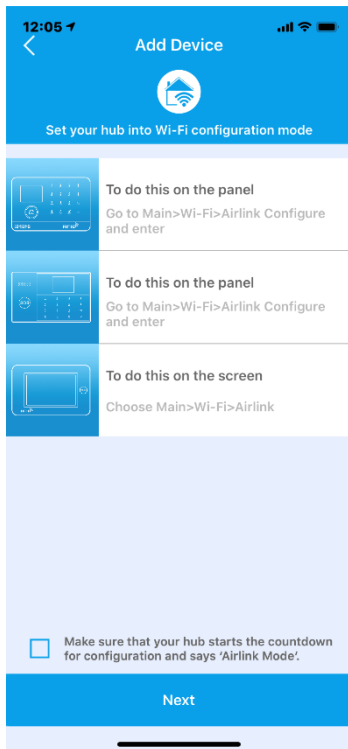 12:05
Add Device
Set your hub into Wi-Fi configuration mode
To do this on the panel
Go to Main>Wi-Fi>Airlink Configure
and enter
To do this on the panel
Go to Main>Wi-Fi>Airlink Configure
and enter
To do this on the screen
Choose Main>Wi-Fi>Airlink
Make sure that your hub starts the countdown
for configuration and says ‘Airlink Mode’.
Next